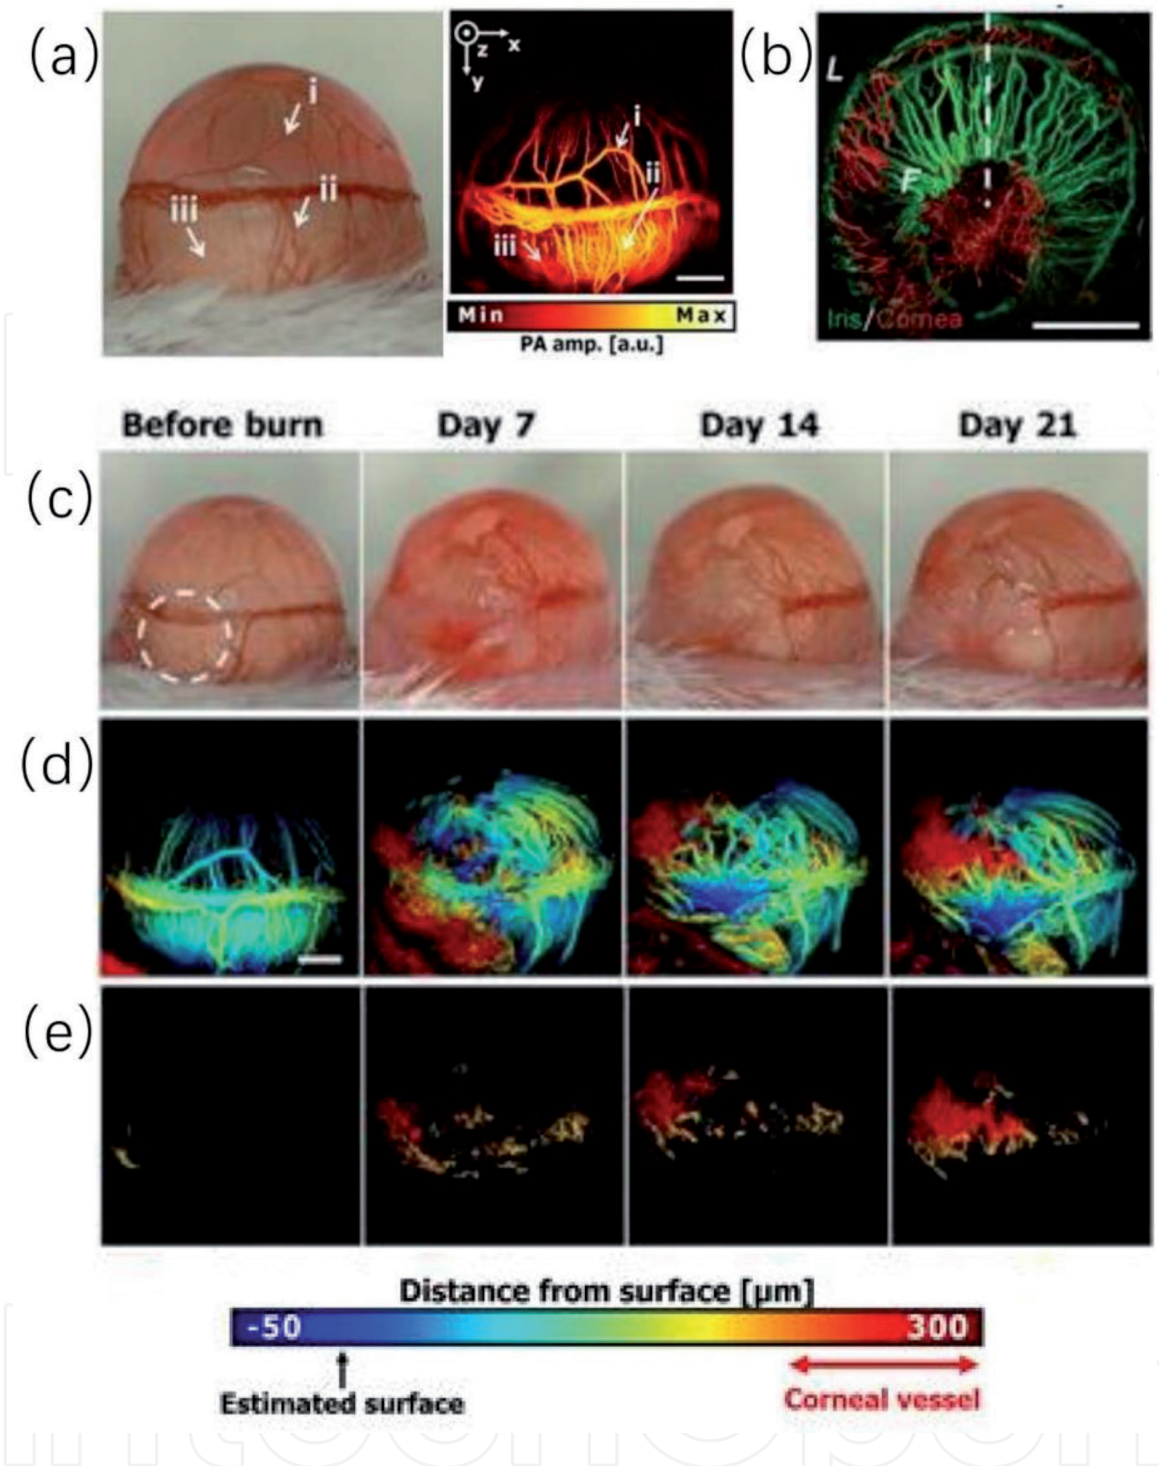 (a)
i
ii
iii
z
x
y
i
ii
iii
Min Max
PA amp. [a.u.]
(b)
L
F
Iris/Cornea
Before burn Day 7 Day 14 Day 21
(c)
(d)
(e)
Distance from surface [μm]
-50 300
Estimated surface
Corneal vessel